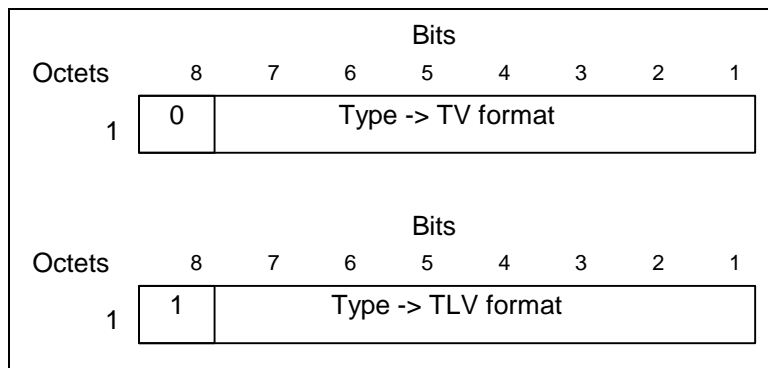 Bits
Octets 8 7 6 5 4 3 2 1
1 0 Type -> TV format
Bits
Octets 8 7 6 5 4 3 2 1
1 1 Type -> TLV format